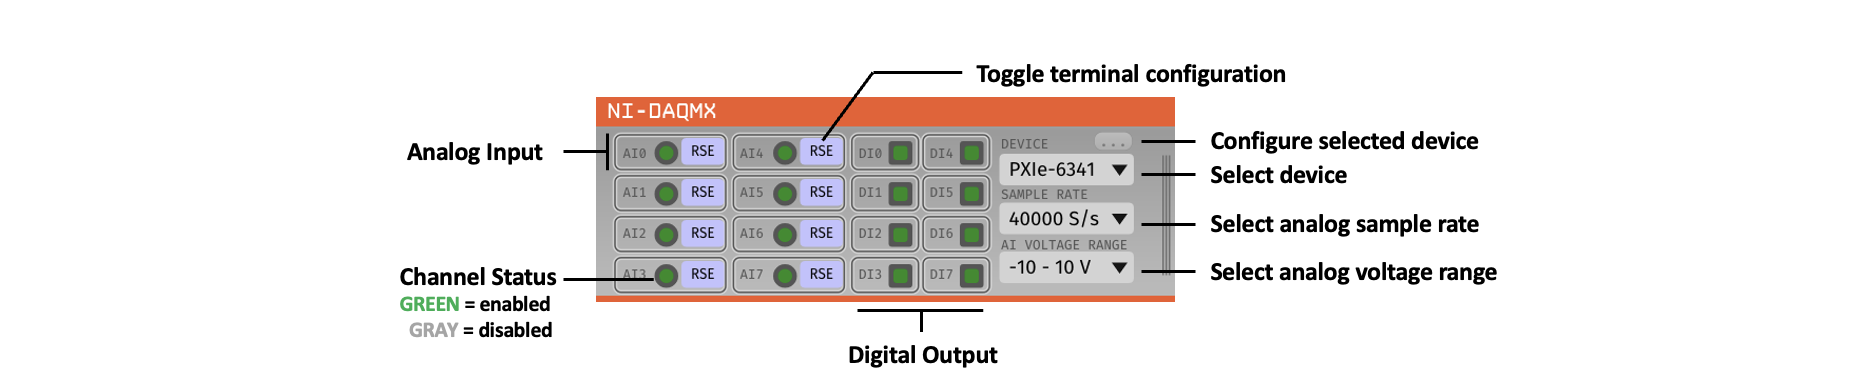 Toggle terminal configuration
NI-DAQMX
Analog Input
AI0 RSE AI4 RSE DI0 DI4
AI1 RSE AI5 RSE DI1 DI5
AI2 RSE AI6 RSE DI2 DI6
AI3 RSE AI7 RSE DI3 DI7
DEVICE ...
PXIe-6341
SAMPLE RATE
40000 S/s
AI VOLTAGE RANGE
-10 - 10 V
Configure selected device
Select device
Select analog sample rate
Select analog voltage range
Channel Status
GREEN = enabled
GRAY = disabled
Digital Output